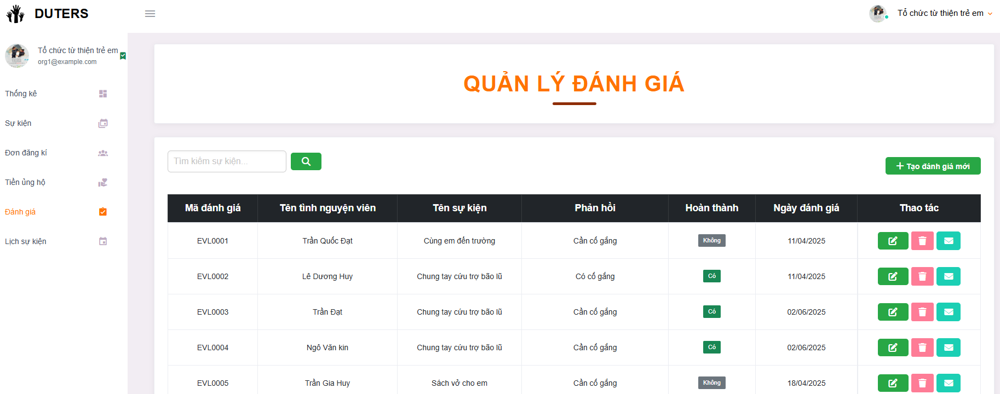 DUTERS
Tổ chức từ thiện trẻ em
Tổ chức từ thiện trẻ em
org1@example.com
Thống kê
Sự kiện
Đơn đăng kí
Tiền ủng hộ
Đánh giá
Lịch sự kiện
QUẢN LÝ ĐÁNH GIÁ
Tìm kiếm sự kiện...
Tạo đánh giá mới
Mã đánh giá Tên tình nguyện viên Tên sự kiện Phản hồi Hoàn thành Ngày đánh giá Thao tác
EVL0001 Trần Quốc Đạt Cùng em đến trường Cần cố gắng Không 11/04/2025
EVL0002 Lê Dương Huy Chung tay cứu trợ bão lũ Có cố gắng Có 11/04/2025
EVL0003 Trần Đạt Chung tay cứu trợ bão lũ Cần cố gắng Có 02/06/2025
EVL0004 Ngô Văn kin Chung tay cứu trợ bão lũ Cần cố gắng Có 02/06/2025
EVL0005 Trần Gia Huy Sách vở cho em Cần cố gắng Không 18/04/2025